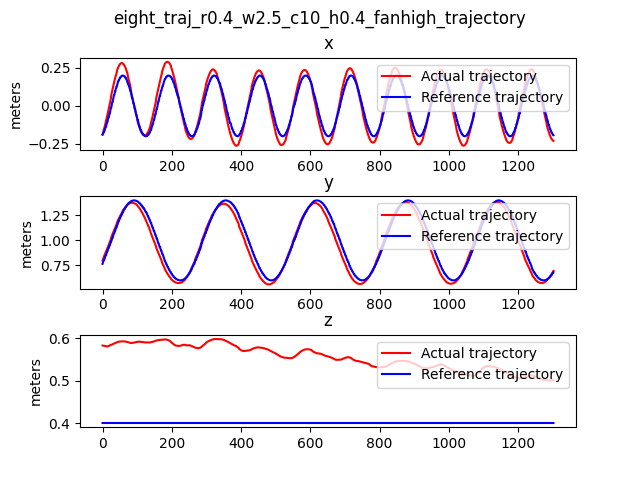 eight_traj_r0.4_w2.5_c10_h0.4_fanhigh_trajectory
x
meters
0.25
0.00
−0.25
Actual trajectory
Reference trajectory
0 200 400 600 800 1000 1200
y
meters
1.25
1.00
0.75
Actual trajectory
Reference trajectory
0 200 400 600 800 1000 1200
z
meters
0.6
0.5
0.4
Actual trajectory
Reference trajectory
0 200 400 600 800 1000 1200